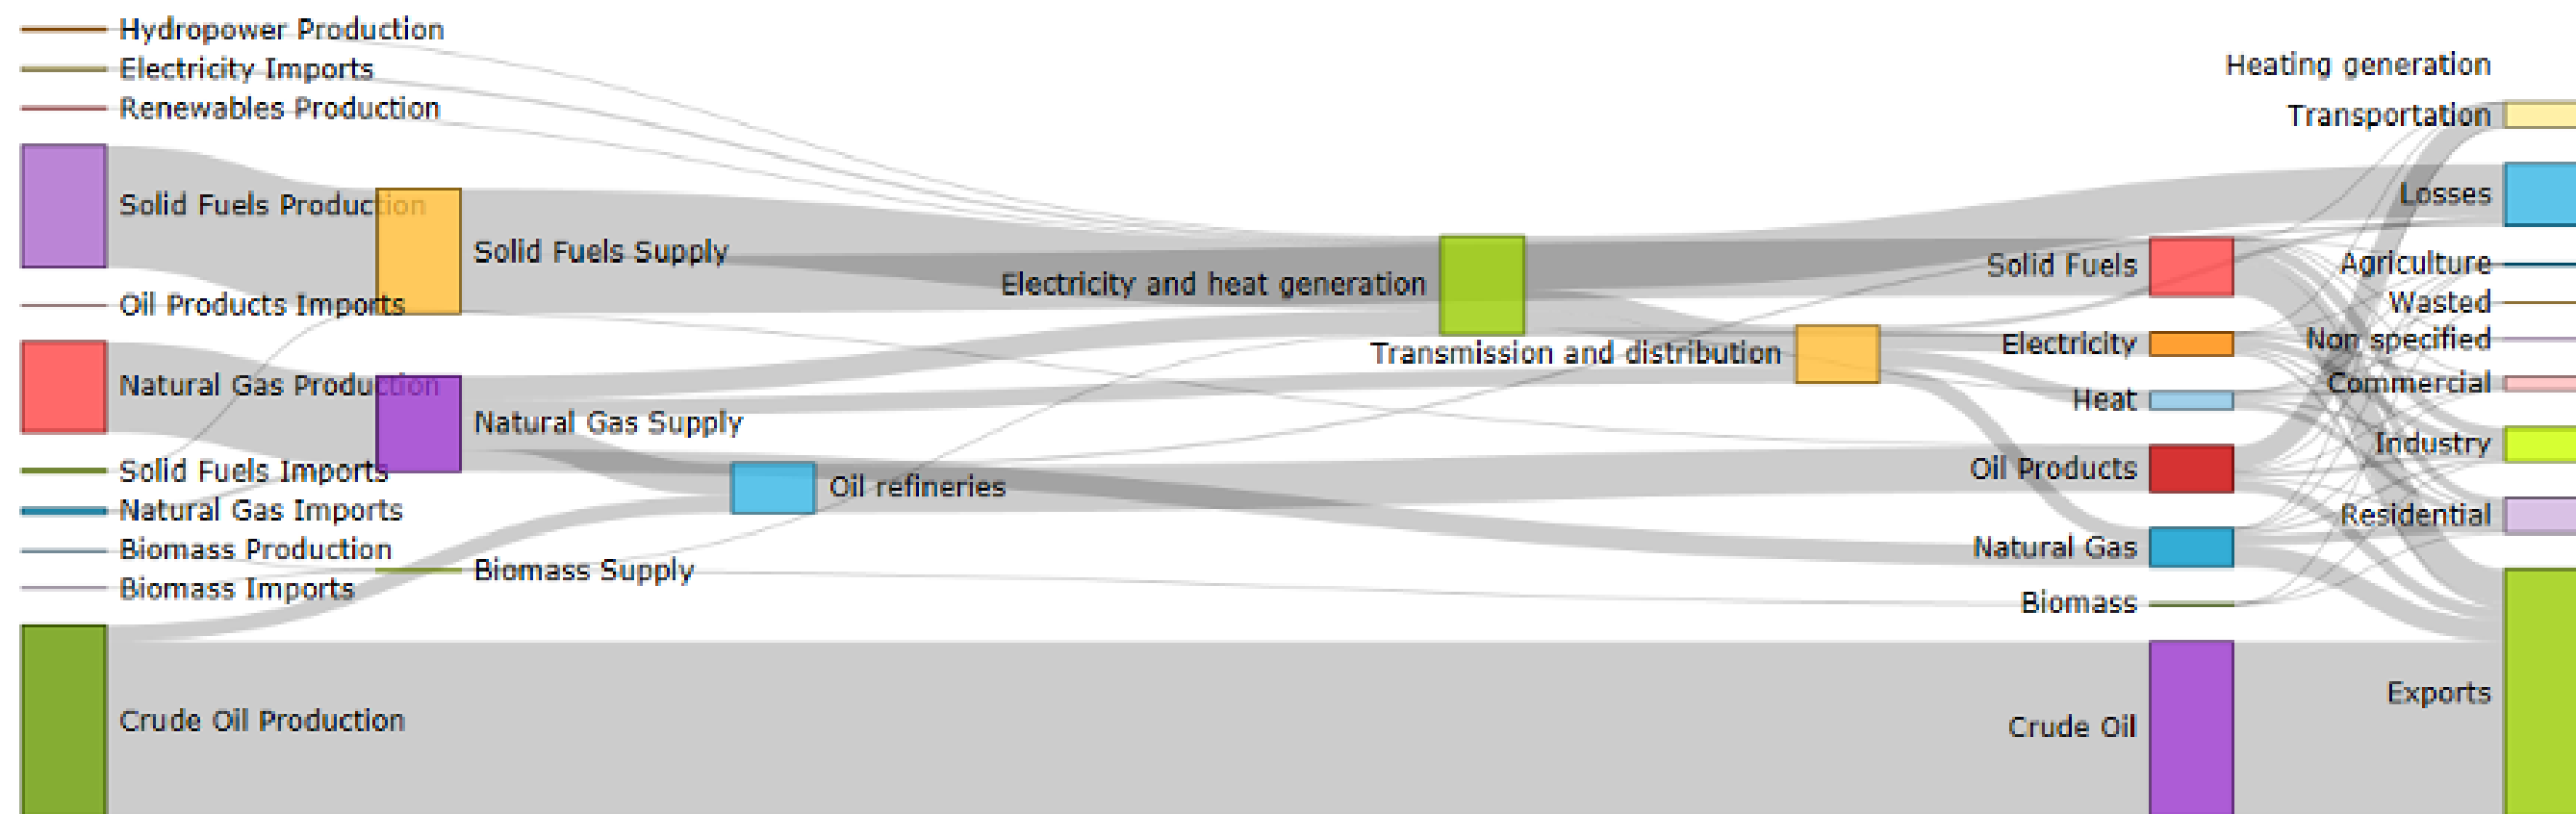 Hydropower Production
Electricity Imports
Renewables Production
Solid Fuels Production
Oil Products Imports
Natural Gas Production
Solid Fuels Imports
Natural Gas Imports
Biomass Production
Biomass Imports
Crude Oil Production
Solid Fuels Supply
Natural Gas Supply
Biomass Supply
Oil refineries
Electricity and heat generation
Transmission and distribution
Solid Fuels
Electricity
Heat
Oil Products
Natural Gas
Biomass
Crude Oil
Heating generation
Transportation
Losses
Agriculture
Wasted
Non specified
Commercial
Industry
Residential
Exports